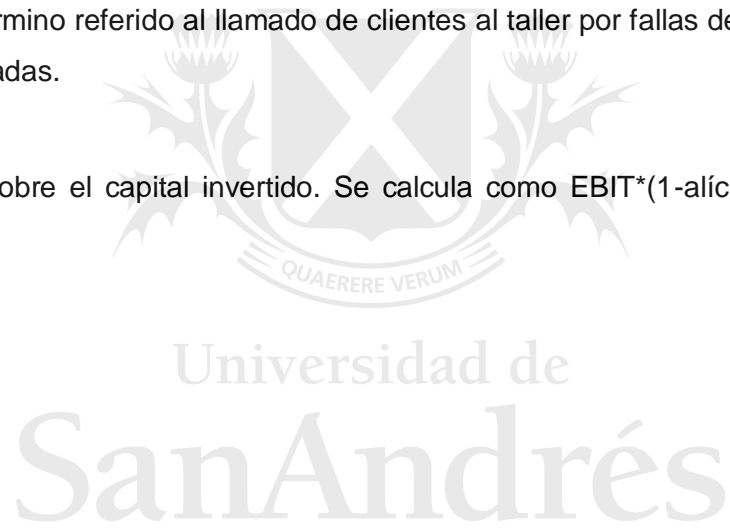 rmino referido al llamado de clientes al taller por fallas de
adas.
obre el capital invertido. Se calcula como EBIT*(1-alíc
QUAERERE VERUM
Universidad de
SanAndrés